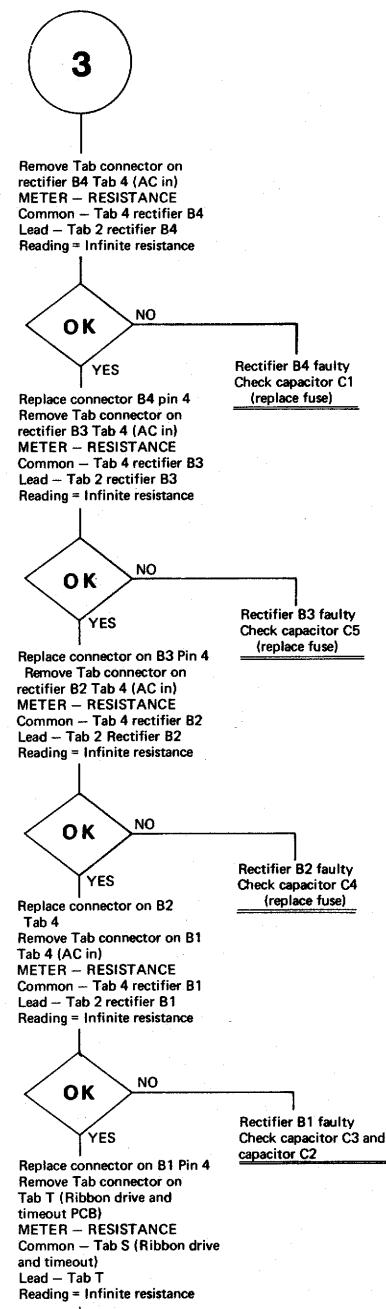 3
Remove Tab connector on
rectifier B4 Tab 4 (AC in)
METER – RESISTANCE
Common – Tab 4 rectifier B4
Lead – Tab 2 rectifier B4
Reading = Infinite resistance
OK
NO
YES
Rectifier B4 faulty
Check capacitor C1
(replace fuse)
Replace connector B4 pin 4
Remove Tab connector on
rectifier B3 Tab 4 (AC in)
METER – RESISTANCE
Common – Tab 4 rectifier B3
Lead – Tab 2 rectifier B3
Reading = Infinite resistance
OK
NO
YES
Rectifier B3 faulty
Check capacitor C5
(replace fuse)
Replace connector on B3 Pin 4
Remove Tab connector on
rectifier B2 Tab 4 (AC in)
METER – RESISTANCE
Common – Tab 4 rectifier B2
Lead – Tab 2 Rectifier B2
Reading = Infinite resistance
OK
NO
YES
Rectifier B2 faulty
Check capacitor C4
(replace fuse)
Replace connector on B2
Tab 4
Remove Tab connector on B1
Tab 4 (AC in)
METER – RESISTANCE
Common – Tab 4 rectifier B1
Lead – Tab 2 rectifier B1
Reading = Infinite resistance
OK
NO
YES
Rectifier B1 faulty
Check capacitor C3 and
capacitor C2
Replace connector on B1 Pin 4
Remove Tab connector on
Tab T (Ribbon drive and
timeout PCB)
METER – RESISTANCE
Common – Tab S (Ribbon drive
and timeout)
Lead – Tab T
Reading = Infinite resistance